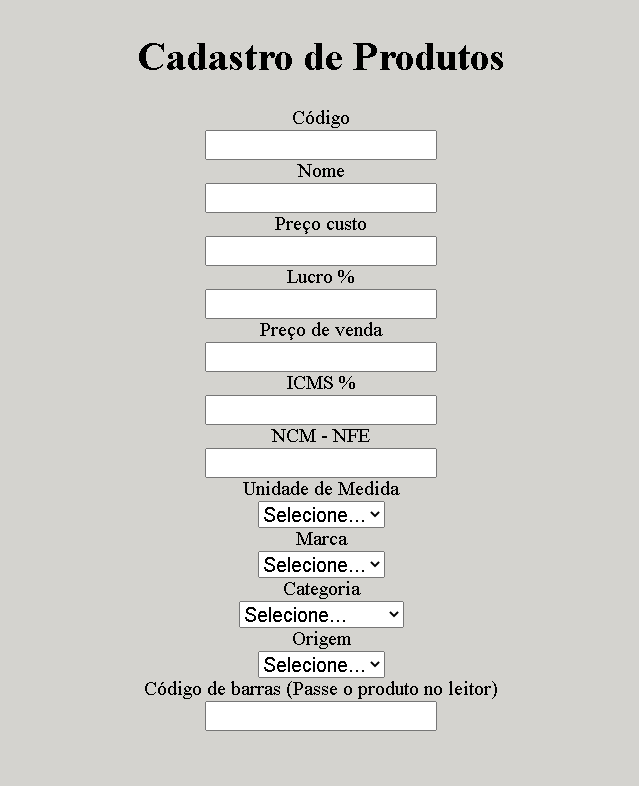 Cadastro de Produtos
Código
Nome
Preço custo
Lucro %
Preço de venda
ICMS %
NCM - NFE
Unidade de Medida
Selecione...
Marca
Selecione...
Categoria
Selecione...
Origem
Selecione...
Código de barras (Passe o produto no leitor)